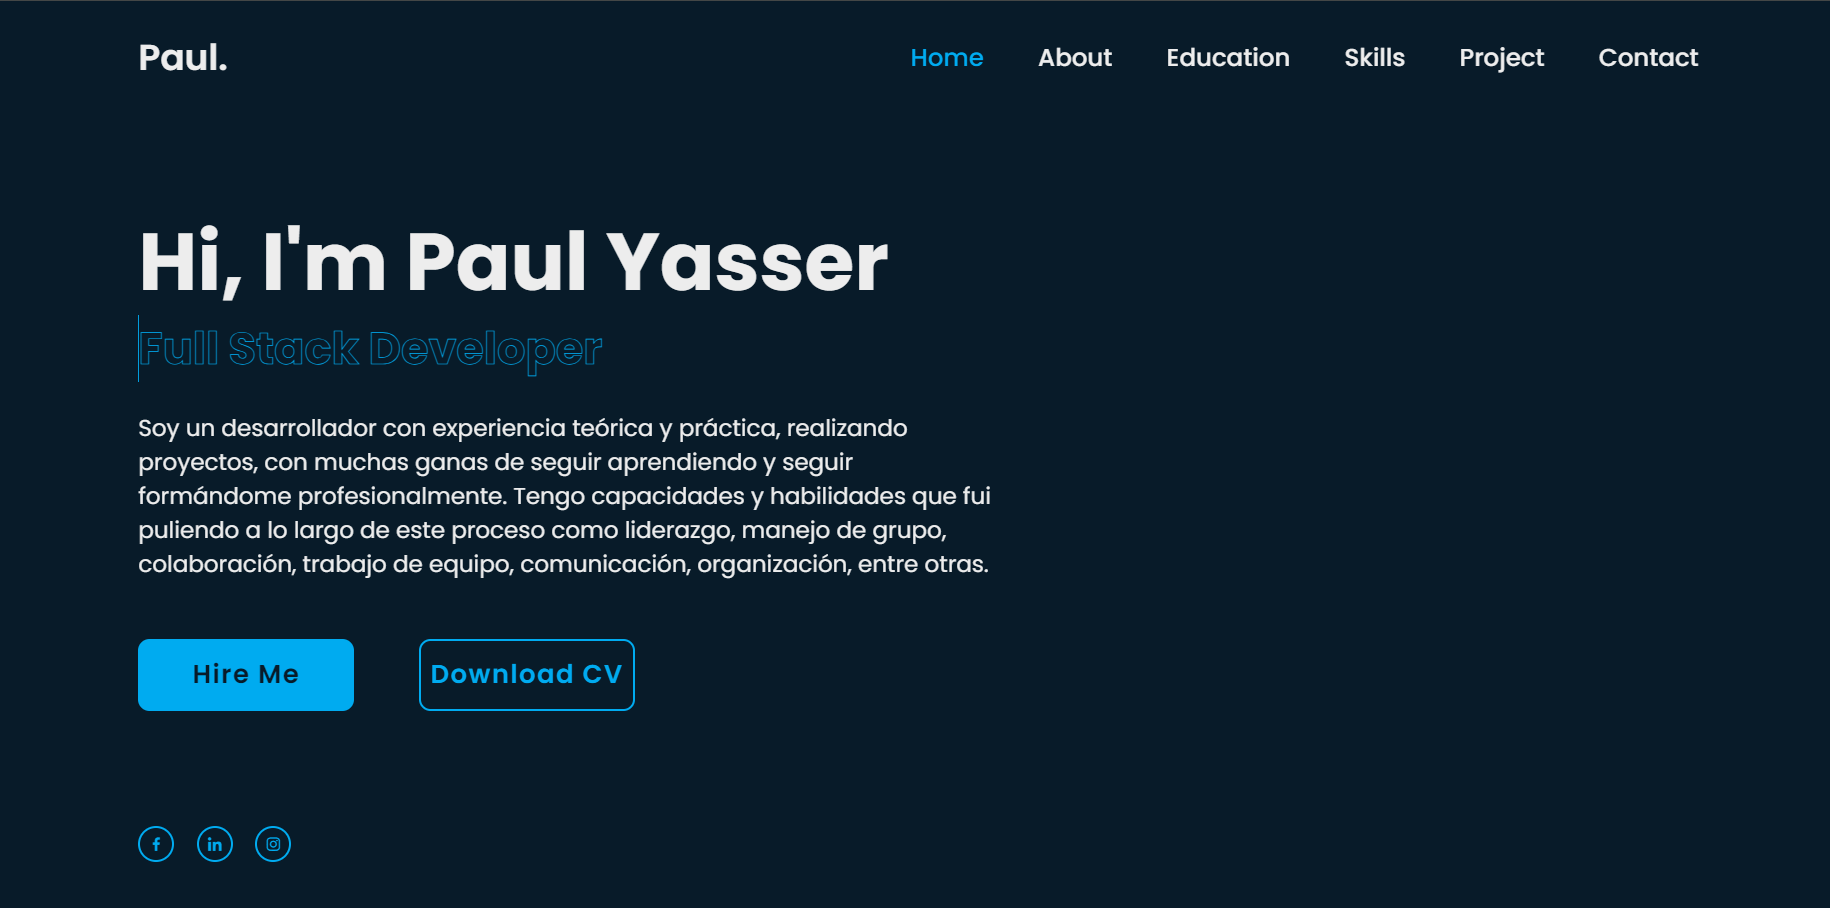 Paul.
Home About Education Skills Project Contact
Hi, I'm Paul Yasser
Full Stack Developer
Soy un desarrollador con experiencia teórica y práctica, realizando
proyectos, con muchas ganas de seguir aprendiendo y seguir
formándome profesionalmente. Tengo capacidades y habilidades que fui
puliendo a lo largo de este proceso como liderazgo, manejo de grupo,
colaboración, trabajo de equipo, comunicación, organización, entre otras.
Hire Me
Download CV